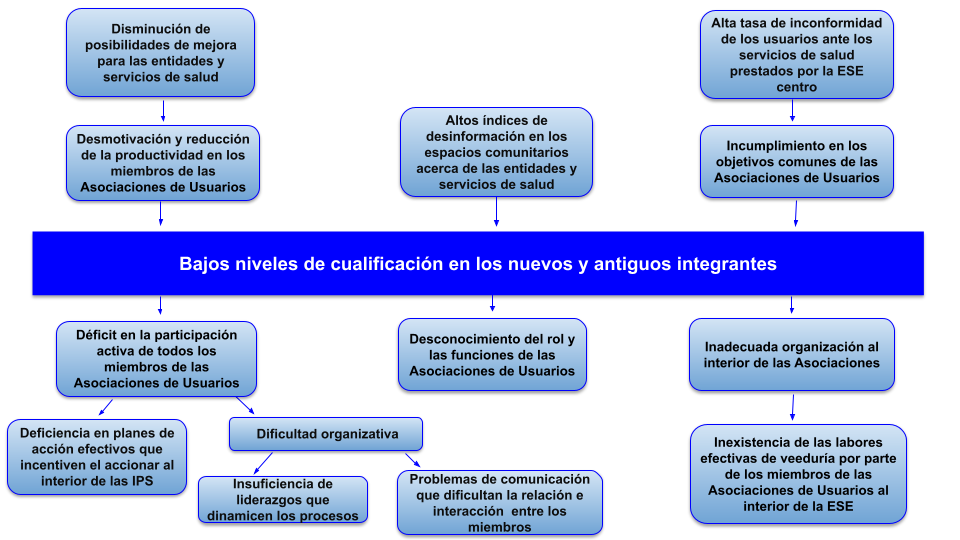 Disminución de
posibilidades de mejora
para las entidades y
servicios de salud
Alta tasa de inconformidad
de los usuarios ante los
servicios de salud
prestados por la ESE
centro
Desmotivación y reducción
de la productividad en los
miembros de las
Asociaciones de Usuarios
Altos índices de
desinformación en los
espacios comunitarios
acerca de las entidades y
servicios de salud
Incumplimiento en los
objetivos comunes de las
Asociaciones de Usuarios
Bajos niveles de cualificación en los nuevos y antiguos integrantes
Déficit en la participación
activa de todos los
miembros de las
Asociaciones de Usuarios
Desconocimiento del rol y
las funciones de las
Asociaciones de Usuarios
Inadecuada organización al
interior de las Asociaciones
Deficiencia en planes de
acción efectivos que
incentiven el accionar al
interior de las IPS
Dificultad organizativa
Insuficiencia de
liderazgos que
dinamicen los procesos
Problemas de comunicación
que dificultan la relación e
interacción entre los
miembros
Inexistencia de las labores
efectivas de veeduría por parte
de los miembros de las
Asociaciones de Usuarios al
interior de la ESE